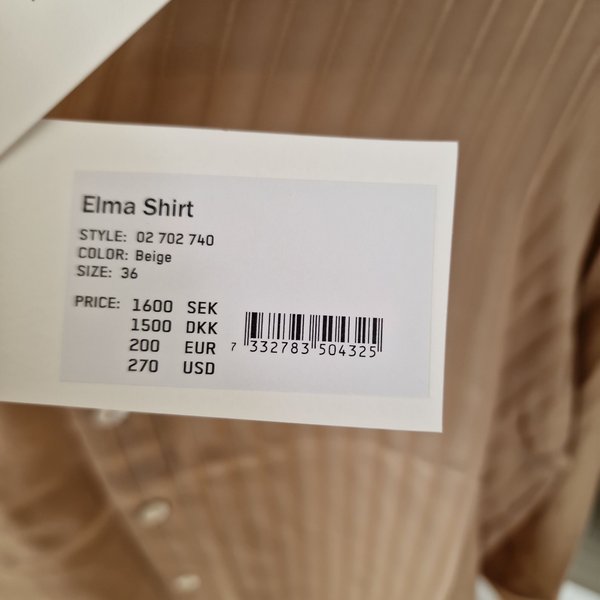 Elma Shirt
STYLE: 02 702 740
COLOR: Beige
SIZE: 36
PRICE: 1600 SEK
1500 DKK
200 EUR
270 USD
7 332783 504325